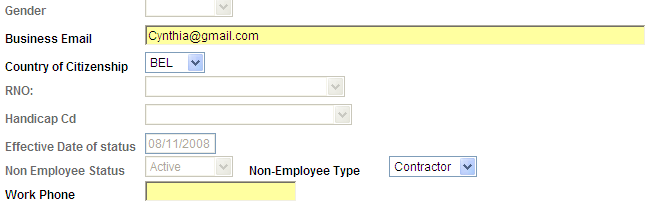 Gender
Business Email Cynthia@gmail.com
Country of Citizenship BEL
RNO:
Handicap Cd
Effective Date of status 08/11/2008
Non Employee Status Active Non-Employee Type Contractor
Work Phone